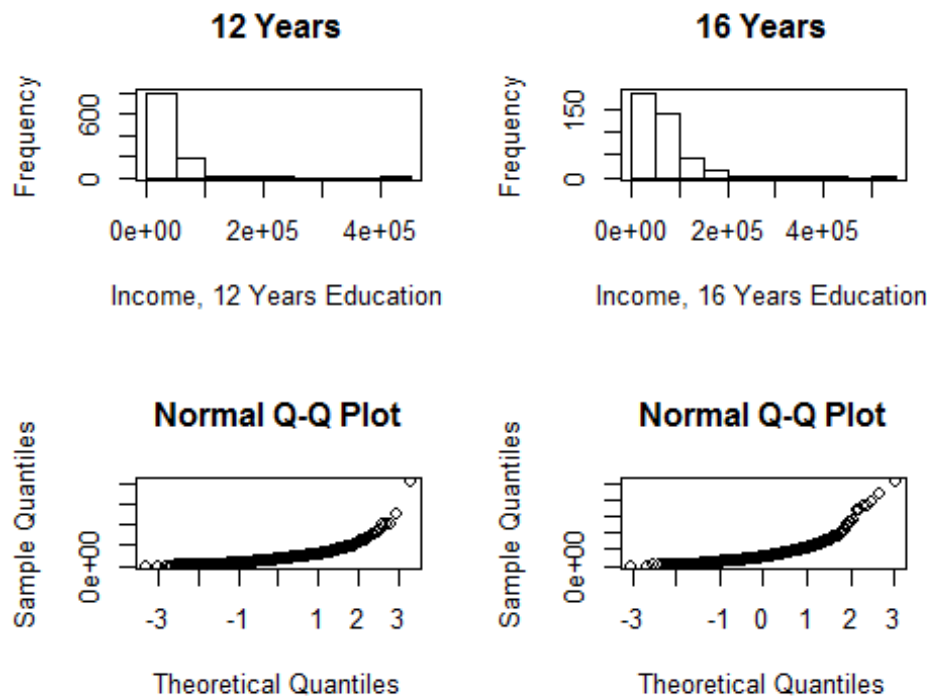 12 Years
Frequency
600
0
0e+00 2e+05 4e+05
Income, 12 Years Education
16 Years
Frequency
150
0
0e+00 2e+05 4e+05
Income, 16 Years Education
Normal Q-Q Plot
Sample Quantiles
0e+00
-3 -1 1 2 3
Theoretical Quantiles
Normal Q-Q Plot
Sample Quantiles
0e+00
-3 -1 0 1 2 3
Theoretical Quantiles